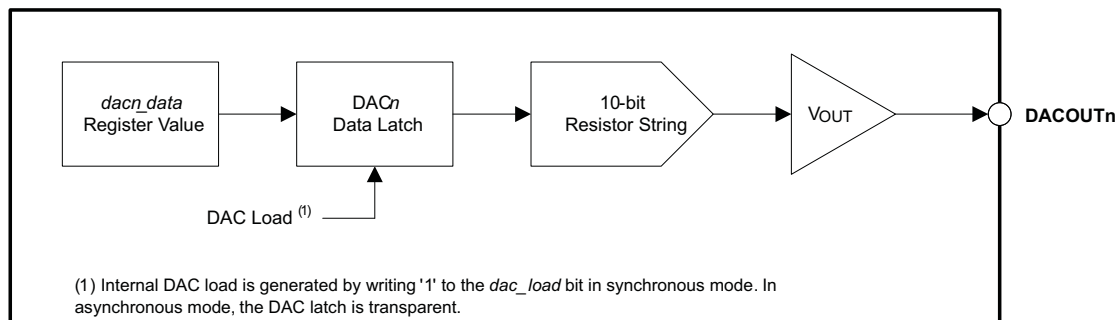 dacn_data
Register Value
DACn
Data Latch
10-bit
Resistor String
VOUT
DACOUTn
DAC Load (1)
(1) Internal DAC load is generated by writing '1' to the dac_load bit in synchronous mode. In
asynchronous mode, the DAC latch is transparent.